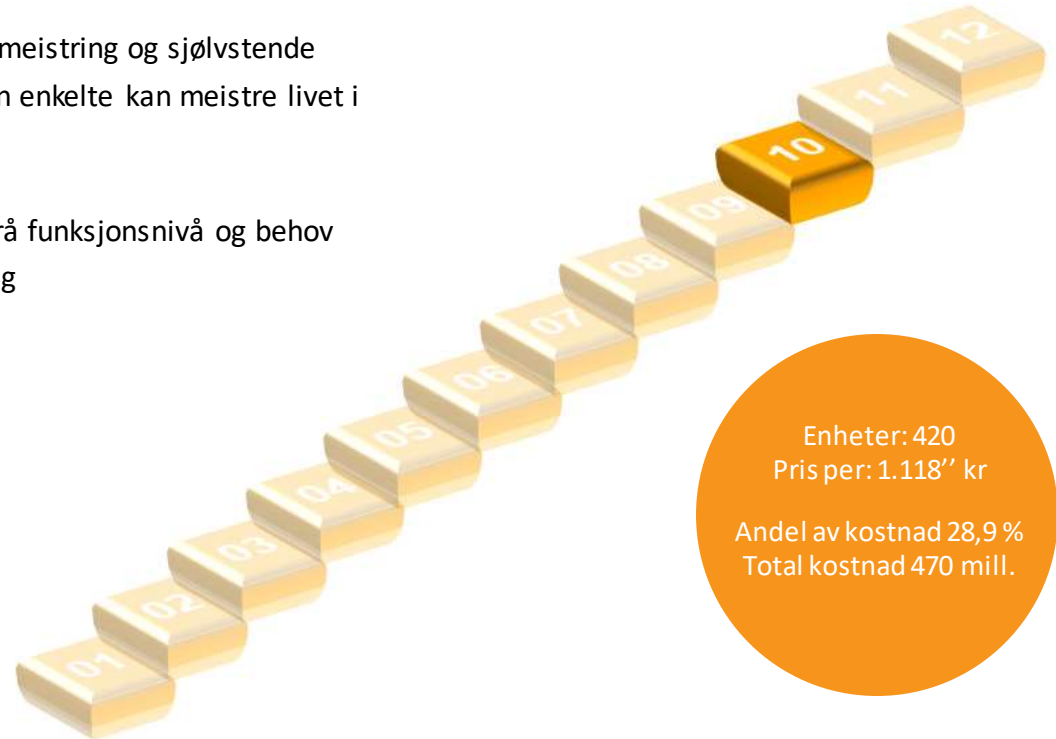 meistring og sjølvstende
n enkelte kan meistre livet i
rå funksjonsnivå og behov
g
12
11
10
09
08
07
06
05
04
03
02
01
Enheter: 420
Pris per: 1.118’’ kr
Andel av kostnad 28,9 %
Total kostnad 470 mill.